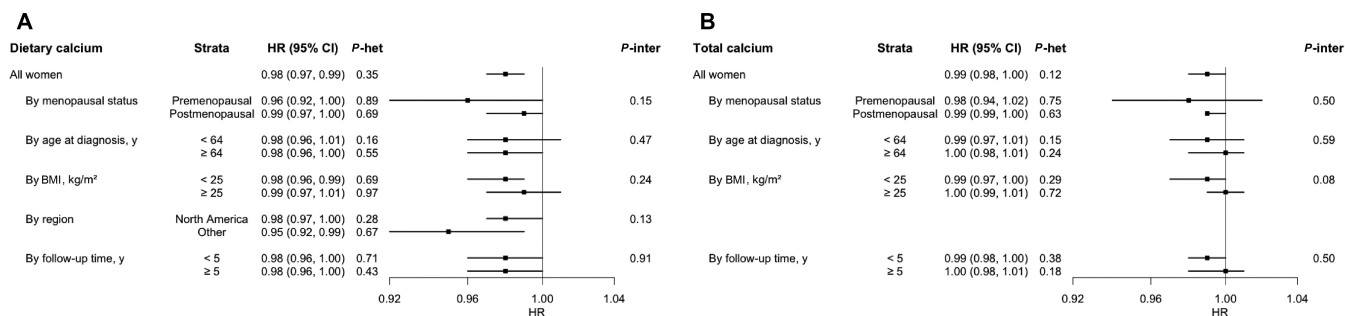 A
Dietary calcium Strata HR (95% CI) P-het P-inter
All women 0.98 (0.97, 0.99) 0.35
By menopausal status Premenopausal 0.96 (0.92, 1.00) 0.89 0.15
Postmenopausal 0.99 (0.97, 1.00) 0.69
By age at diagnosis, y < 64 0.98 (0.96, 1.01) 0.16 0.47
≥ 64 0.98 (0.96, 1.00) 0.55
By BMI, kg/m² < 25 0.98 (0.96, 0.99) 0.69 0.24
≥ 25 0.99 (0.97, 1.01) 0.97
By region North America 0.98 (0.97, 1.00) 0.28 0.13
Other 0.95 (0.92, 0.99) 0.67
By follow-up time, y < 5 0.98 (0.96, 1.00) 0.71 0.91
≥ 5 0.98 (0.96, 1.00) 0.43
0.92 0.96 1.00 1.04
HR
B
Total calcium Strata HR (95% CI) P-het P-inter
All women 0.99 (0.98, 1.00) 0.12
By menopausal status Premenopausal 0.98 (0.94, 1.02) 0.75 0.50
Postmenopausal 0.99 (0.99, 1.00) 0.63
By age at diagnosis, y < 64 0.99 (0.97, 1.01) 0.15 0.59
≥ 64 1.00 (0.98, 1.01) 0.24
By BMI, kg/m² < 25 0.99 (0.97, 1.00) 0.29 0.08
≥ 25 1.00 (0.99, 1.01) 0.72
By follow-up time, y < 5 0.99 (0.98, 1.00) 0.38 0.50
≥ 5 1.00 (0.98, 1.01) 0.18
0.92 0.96 1.00 1.04
HR